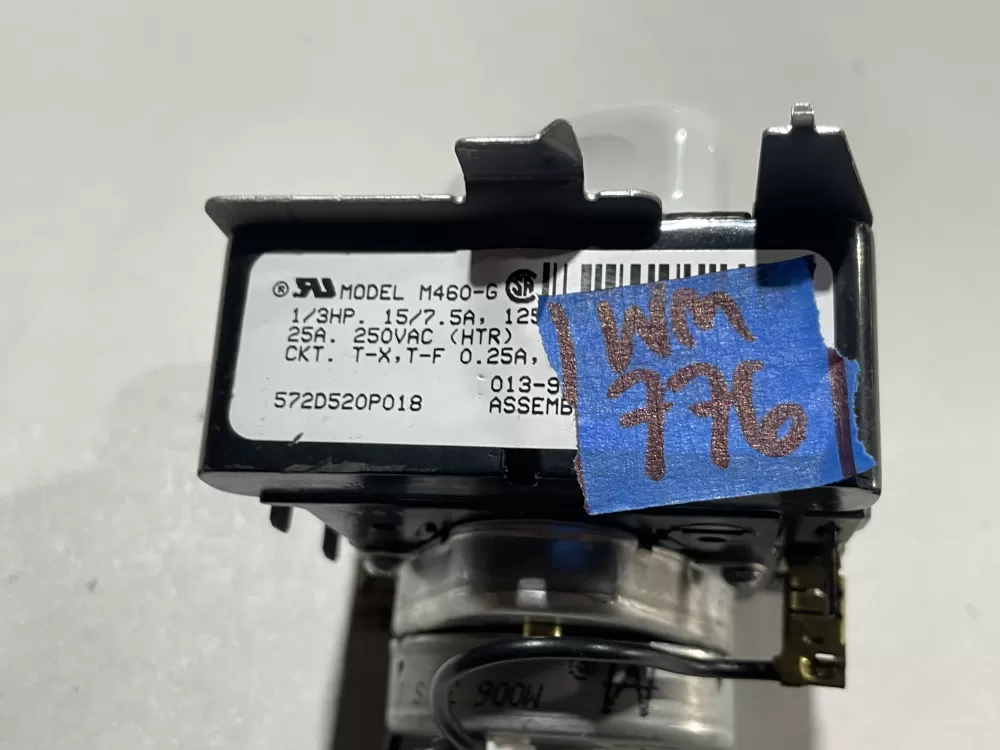 ® MODEL M460-G
1/3HP. 15/7.5A, 125
25A. 250VAC (HTR)
CKT. T-X,T-F 0.25A,
013-9
572D520P018 ASSEMB
WM
776
900W